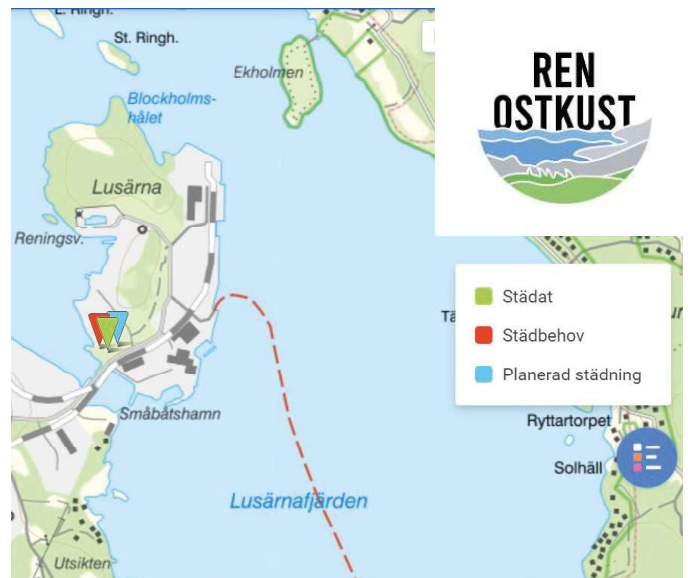 L. Ringh.
St. Ringh.
Ekholmen
Blockholms-
hålet
Lusärna
Reningsv.
Småbåtshamn
Lusärnafjärden
Utsikten
REN
OSTKUST
Städat
Städbehov
Planerad städning
Ryttartorpet
Solhäll